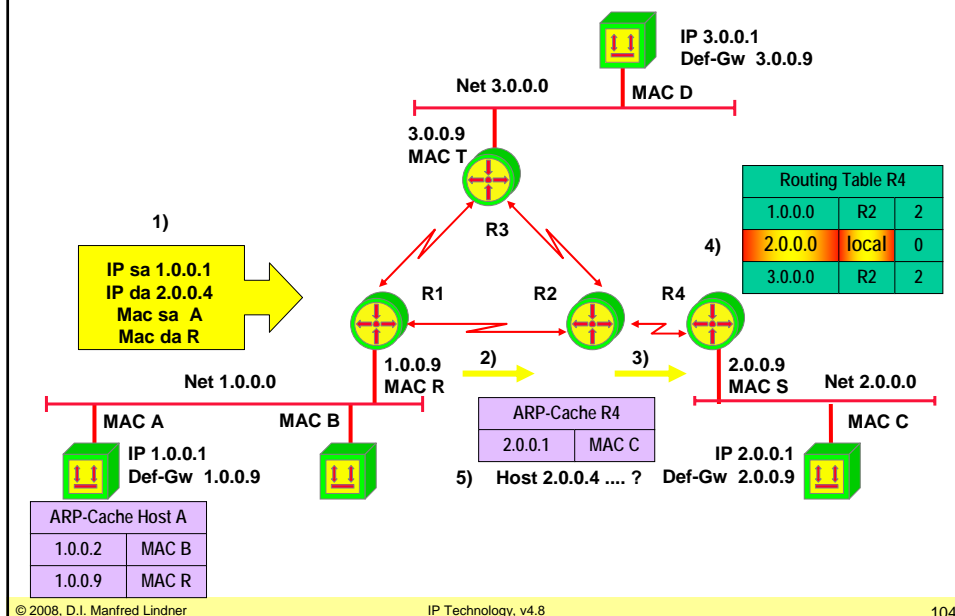 IP 3.0.0.1
Def-Gw 3.0.0.9
Net 3.0.0.0
MAC D
3.0.0.9
MAC T
R3
Routing Table R4
1.0.0.0 R2 2
2.0.0.0 local 0
3.0.0.0 R2 2
4)
1)
IP sa 1.0.0.1
IP da 2.0.0.4
Mac sa A
Mac da R
R1
R2
R4
1.0.0.9
MAC R
2)
3)
2.0.0.9
MAC S
Net 1.0.0.0
Net 2.0.0.0
MAC A
MAC B
MAC C
IP 1.0.0.1
Def-Gw 1.0.0.9
ARP-Cache R4
2.0.0.1 MAC C
5) Host 2.0.0.4 .... ?
IP 2.0.0.1
Def-Gw 2.0.0.9
ARP-Cache Host A
1.0.0.2 MAC B
1.0.0.9 MAC R
© 2008, D.I. Manfred Lindner
IP Technology, v4.8
104